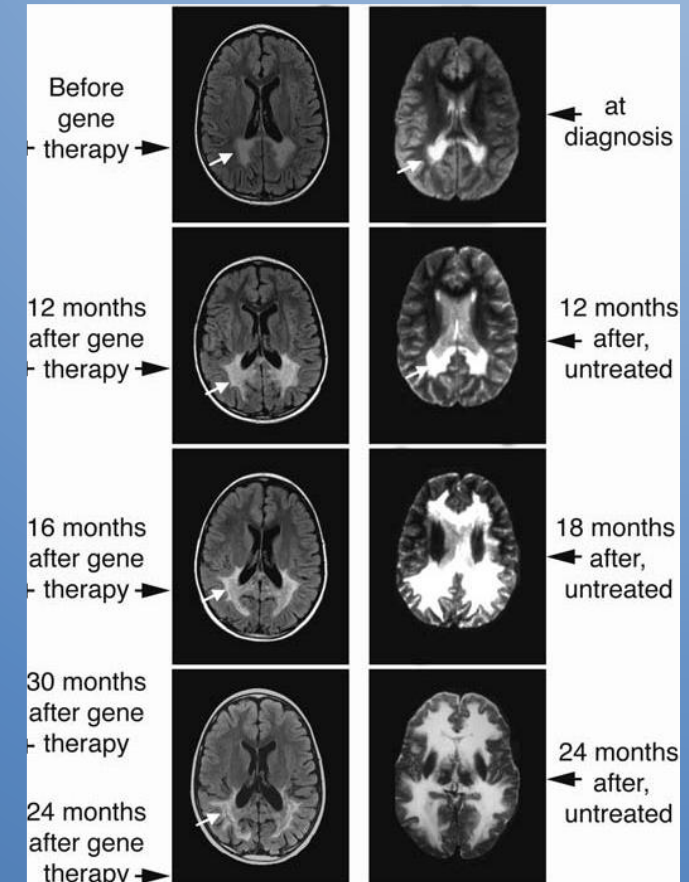 Before
gene
therapy
at
diagnosis
12 months
after gene
therapy
12 months
after,
untreated
16 months
after gene
therapy
18 months
after,
untreated
30 months
after gene
therapy
24 months
after gene
therapy
24 months
after,
untreated